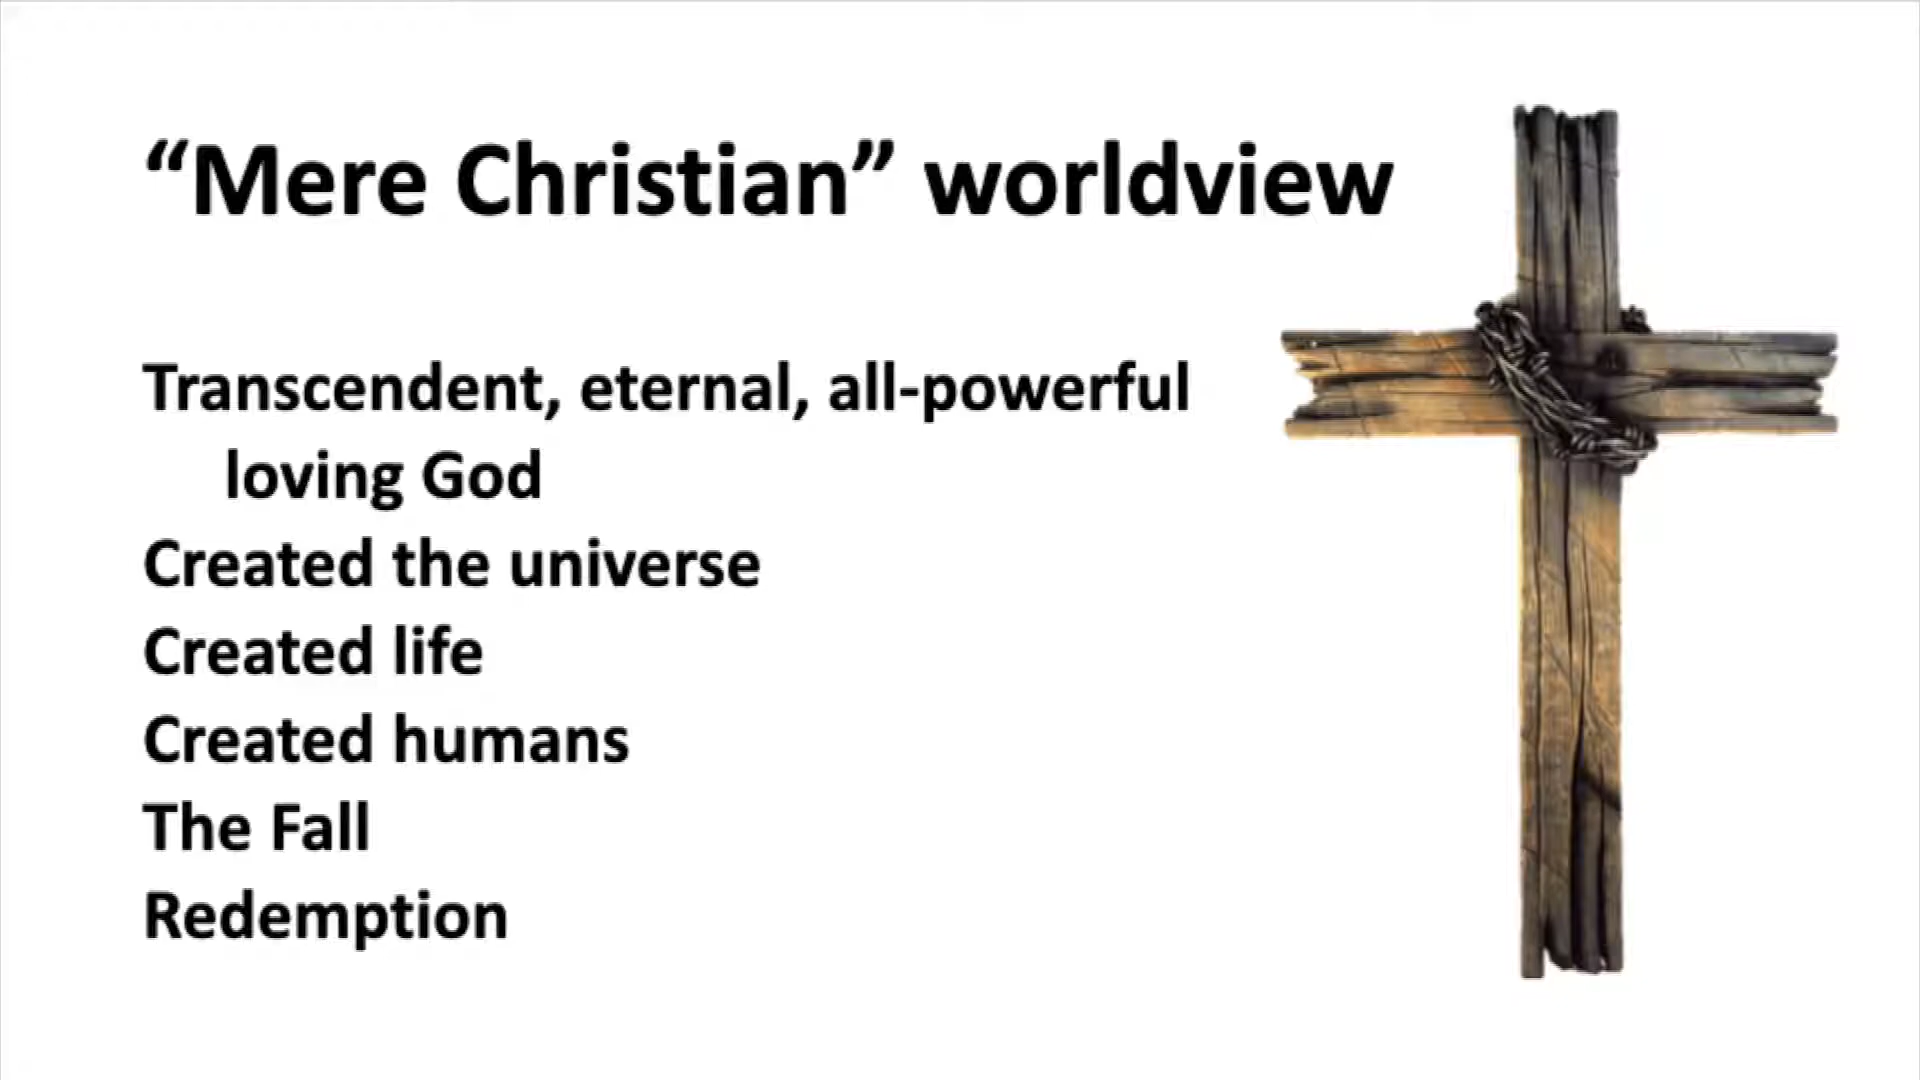 “Mere Christian” worldview
Transcendent, eternal, all-powerful
loving God
Created the universe
Created life
Created humans
The Fall
Redemption